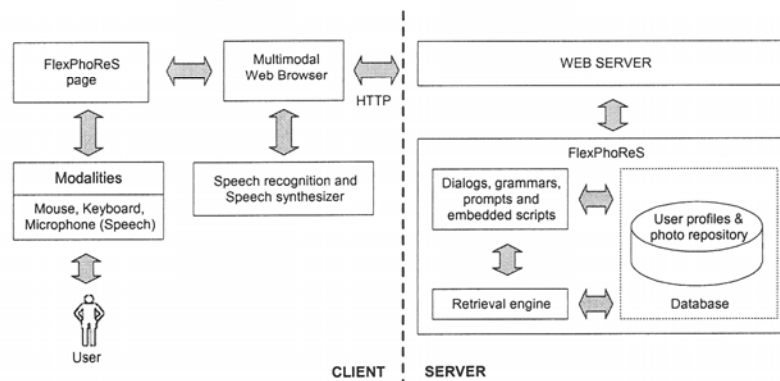 FlexPhoReS
page
Multimodal
Web Browser
HTTP
WEB SERVER
Modalities
Mouse, Keyboard,
Microphone (Speech)
Speech recognition and
Speech synthesizer
User
FlexPhoReS
Dialogs, grammars,
prompts and
embedded scripts
User profiles &
photo repository
Retrieval engine
Database
CLIENT
SERVER